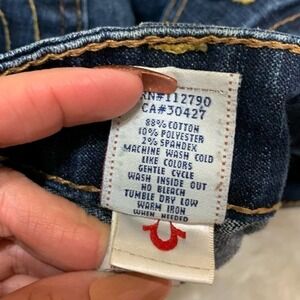 RN#112790
CA#30427
88% COTTON
10% POLYESTER
2% SPANDEX
MACHINE WASH COLD
LIKE COLORS
GENTLE CYCLE
WASH INSIDE OUT
NO BLEACH
TUMBLE DRY LOW
WARM IRON
WHEN NEEDED